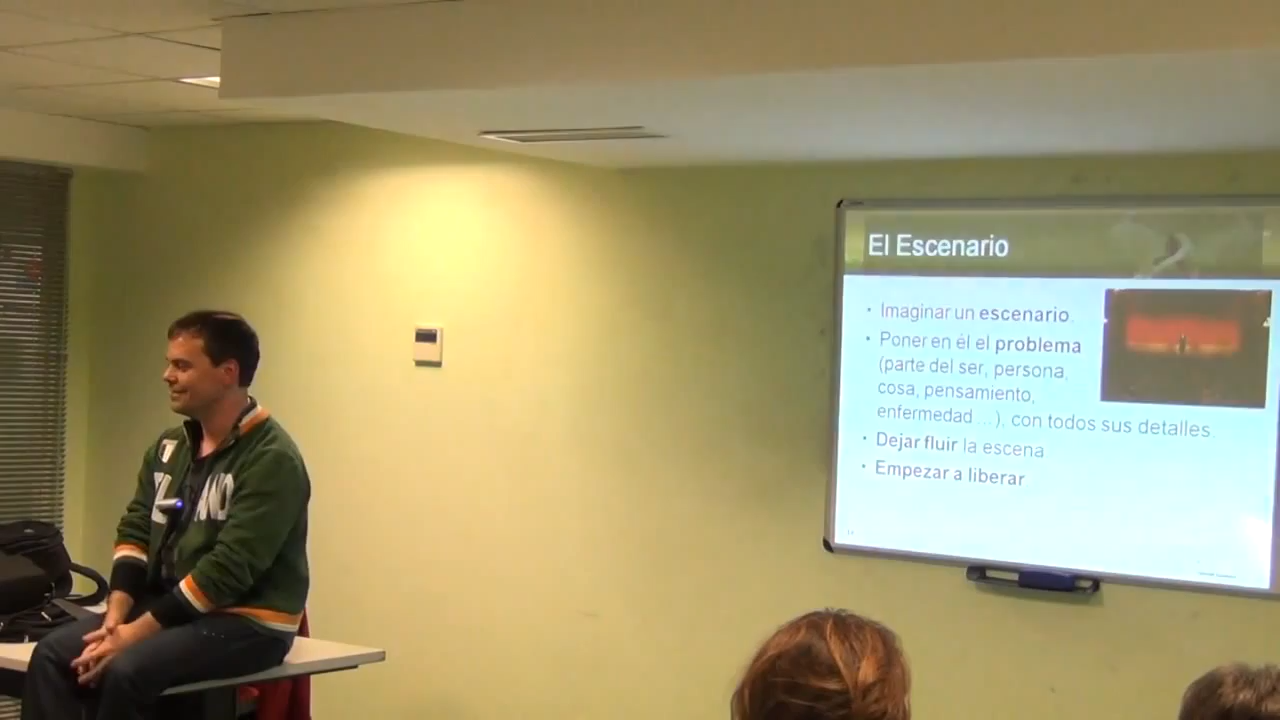 El Escenario
• Imaginar un escenario.
• Poner en él el problema
(parte del ser, persona,
cosa, pensamiento,
enfermedad ...), con todos sus detalles.
• Dejar fluir la escena
• Empezar a liberar